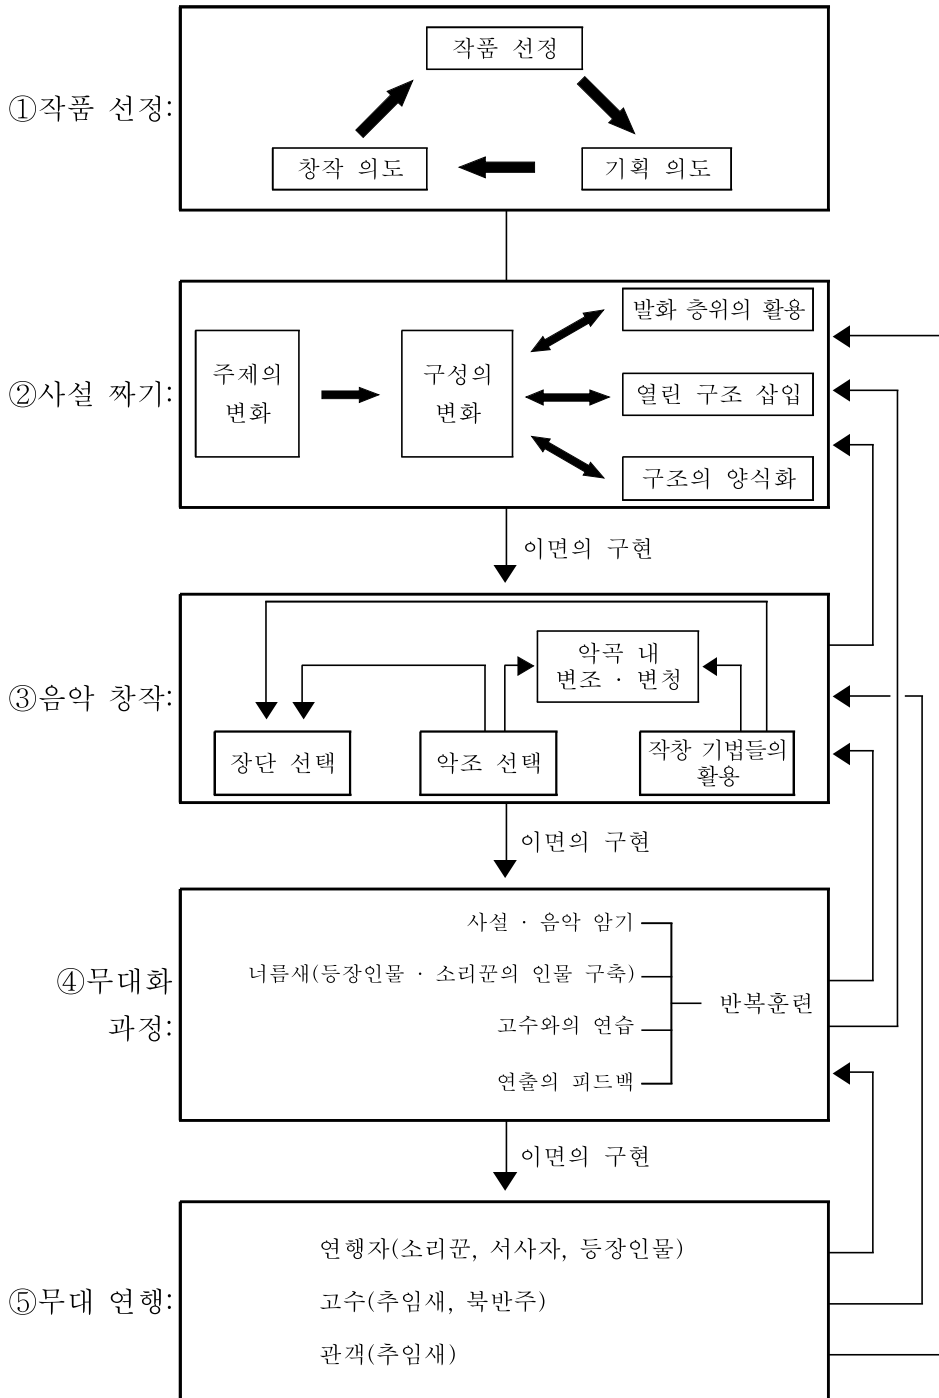 작품 선정
①작품 선정:
창작 의도
기획 의도
발화 층위의 활용
주제의
변화
구성의
변화
②사설 짜기:
열린 구조 삽입
구조의 양식화
이면의 구현
악곡 내
변조 · 변청
③음악 창작:
장단 선택
악조 선택
작창 기법들의
활용
이면의 구현
사설 · 음악 암기
④무대화
과정:
너름새(등장인물 · 소리꾼의 인물 구축)
반복훈련
고수와의 연습
연출의 피드백
이면의 구현
연행자(소리꾼, 서사자, 등장인물)
⑤무대 연행:
고수(추임새, 북반주)
관객(추임새)